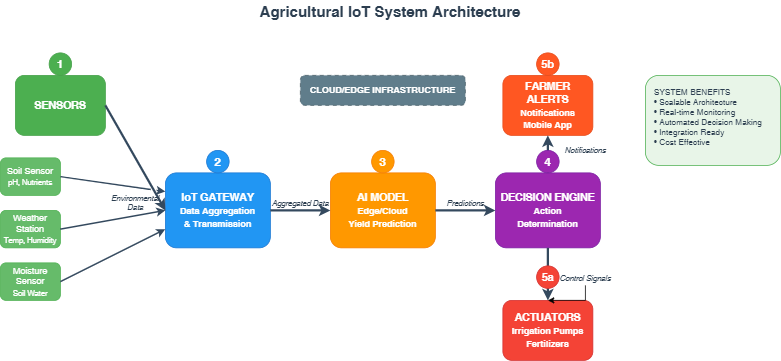 Agricultural IoT System Architecture
1
SENSORS
CLOUD/EDGE INFRASTRUCTURE
5b
FARMER
ALERTS
Notifications
Mobile App
SYSTEM BENEFITS
• Scalable Architecture
• Real-time Monitoring
• Automated Decision Making
• Integration Ready
• Cost Effective
Soil Sensor
pH, Nutrients
Weather
Station
Temp, Humidity
Moisture
Sensor
Soil Water
Environmental
Data
2
IoT GATEWAY
Data Aggregation
& Transmission
Aggregated Data
3
AI MODEL
Edge/Cloud
Yield Prediction
Predictions
Notifications
4
DECISION ENGINE
Action
Determination
5a
Control Signals
ACTUATORS
Irrigation Pumps
Fertilizers